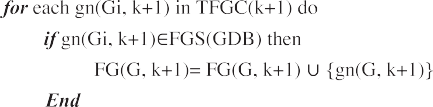 for each gn(Gi, k+1) in TFGC(k+1) do
if gn(Gi, k+1)∈FGS(GDB) then
FG(G, k+1)= FG(G, k+1) ∪ {gn(G, k+1)}
End